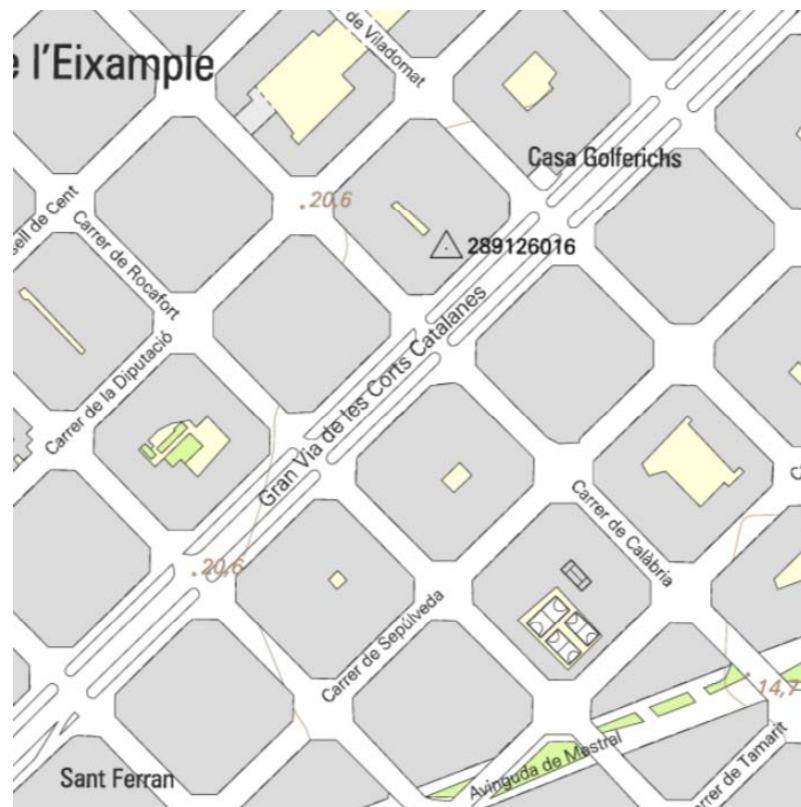 de Viladomat
e l'Eixample
Casa Golferichs
20,6
289126016
sell de Cent
Carrer de Rocafort
Gran Via de les Corts Catalanes
Carrer de la Diputació
Carrer de Calàbria
20,6
Carrer de Sepúlveda
14,7
Avinguda de Mistral
rrer de Tamarit
Sant Ferran